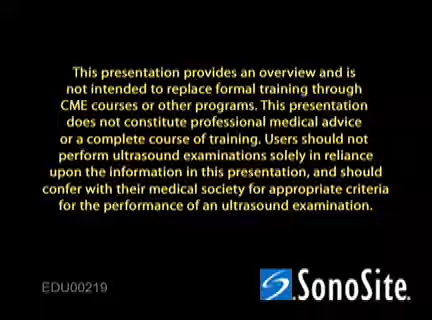 This presentation provides an overview and is
not intended to replace formal training through
CME courses or other programs. This presentation
does not constitute professional medical advice
or a complete course of training. Users should not
perform ultrasound examinations solely in reliance
upon the information in this presentation, and should
confer with their medical society for appropriate criteria
for the performance of an ultrasound examination.
EDU00219
SonoSite.